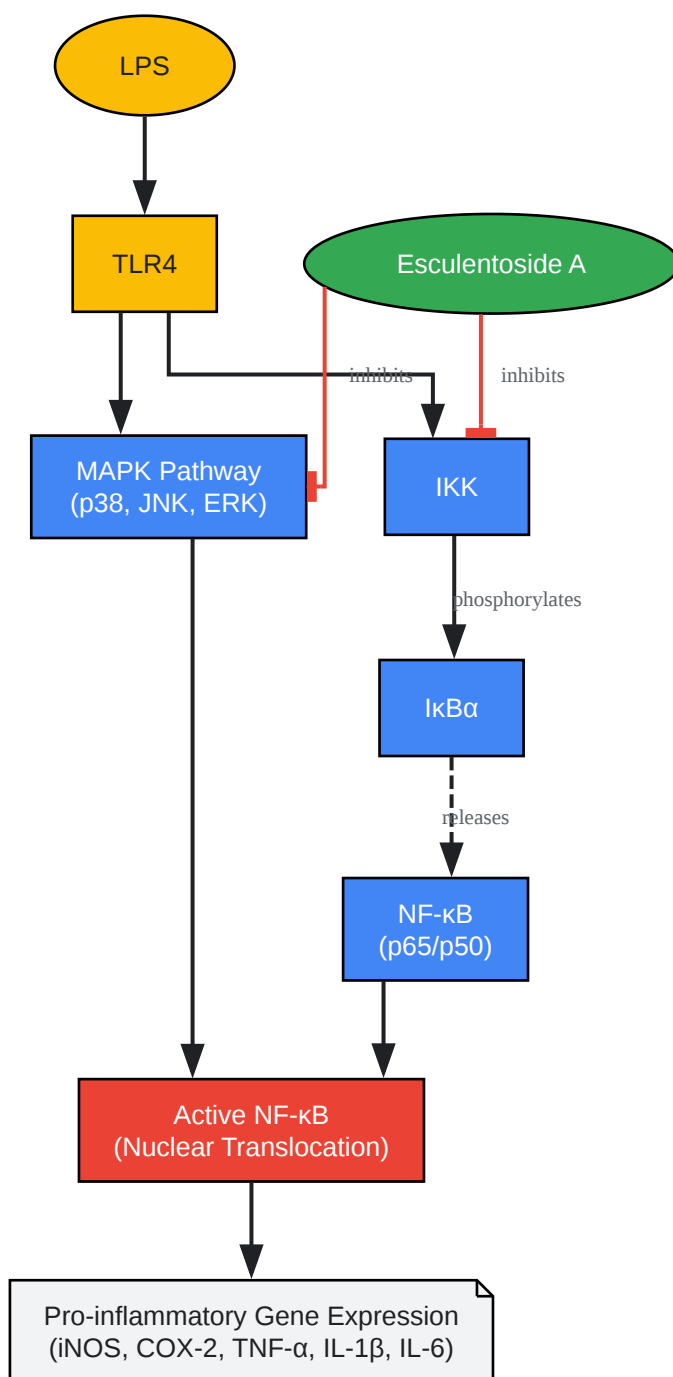 LPS
TLR4
Esculentoside A
inhibits
inhibits
MAPK Pathway
(p38, JNK, ERK)
IKK
phosphorylates
IκBα
releases
NF-κB
(p65/p50)
Active NF-κB
(Nuclear Translocation)
Pro-inflammatory Gene Expression
(iNOS, COX-2, TNF-α, IL-1β, IL-6)